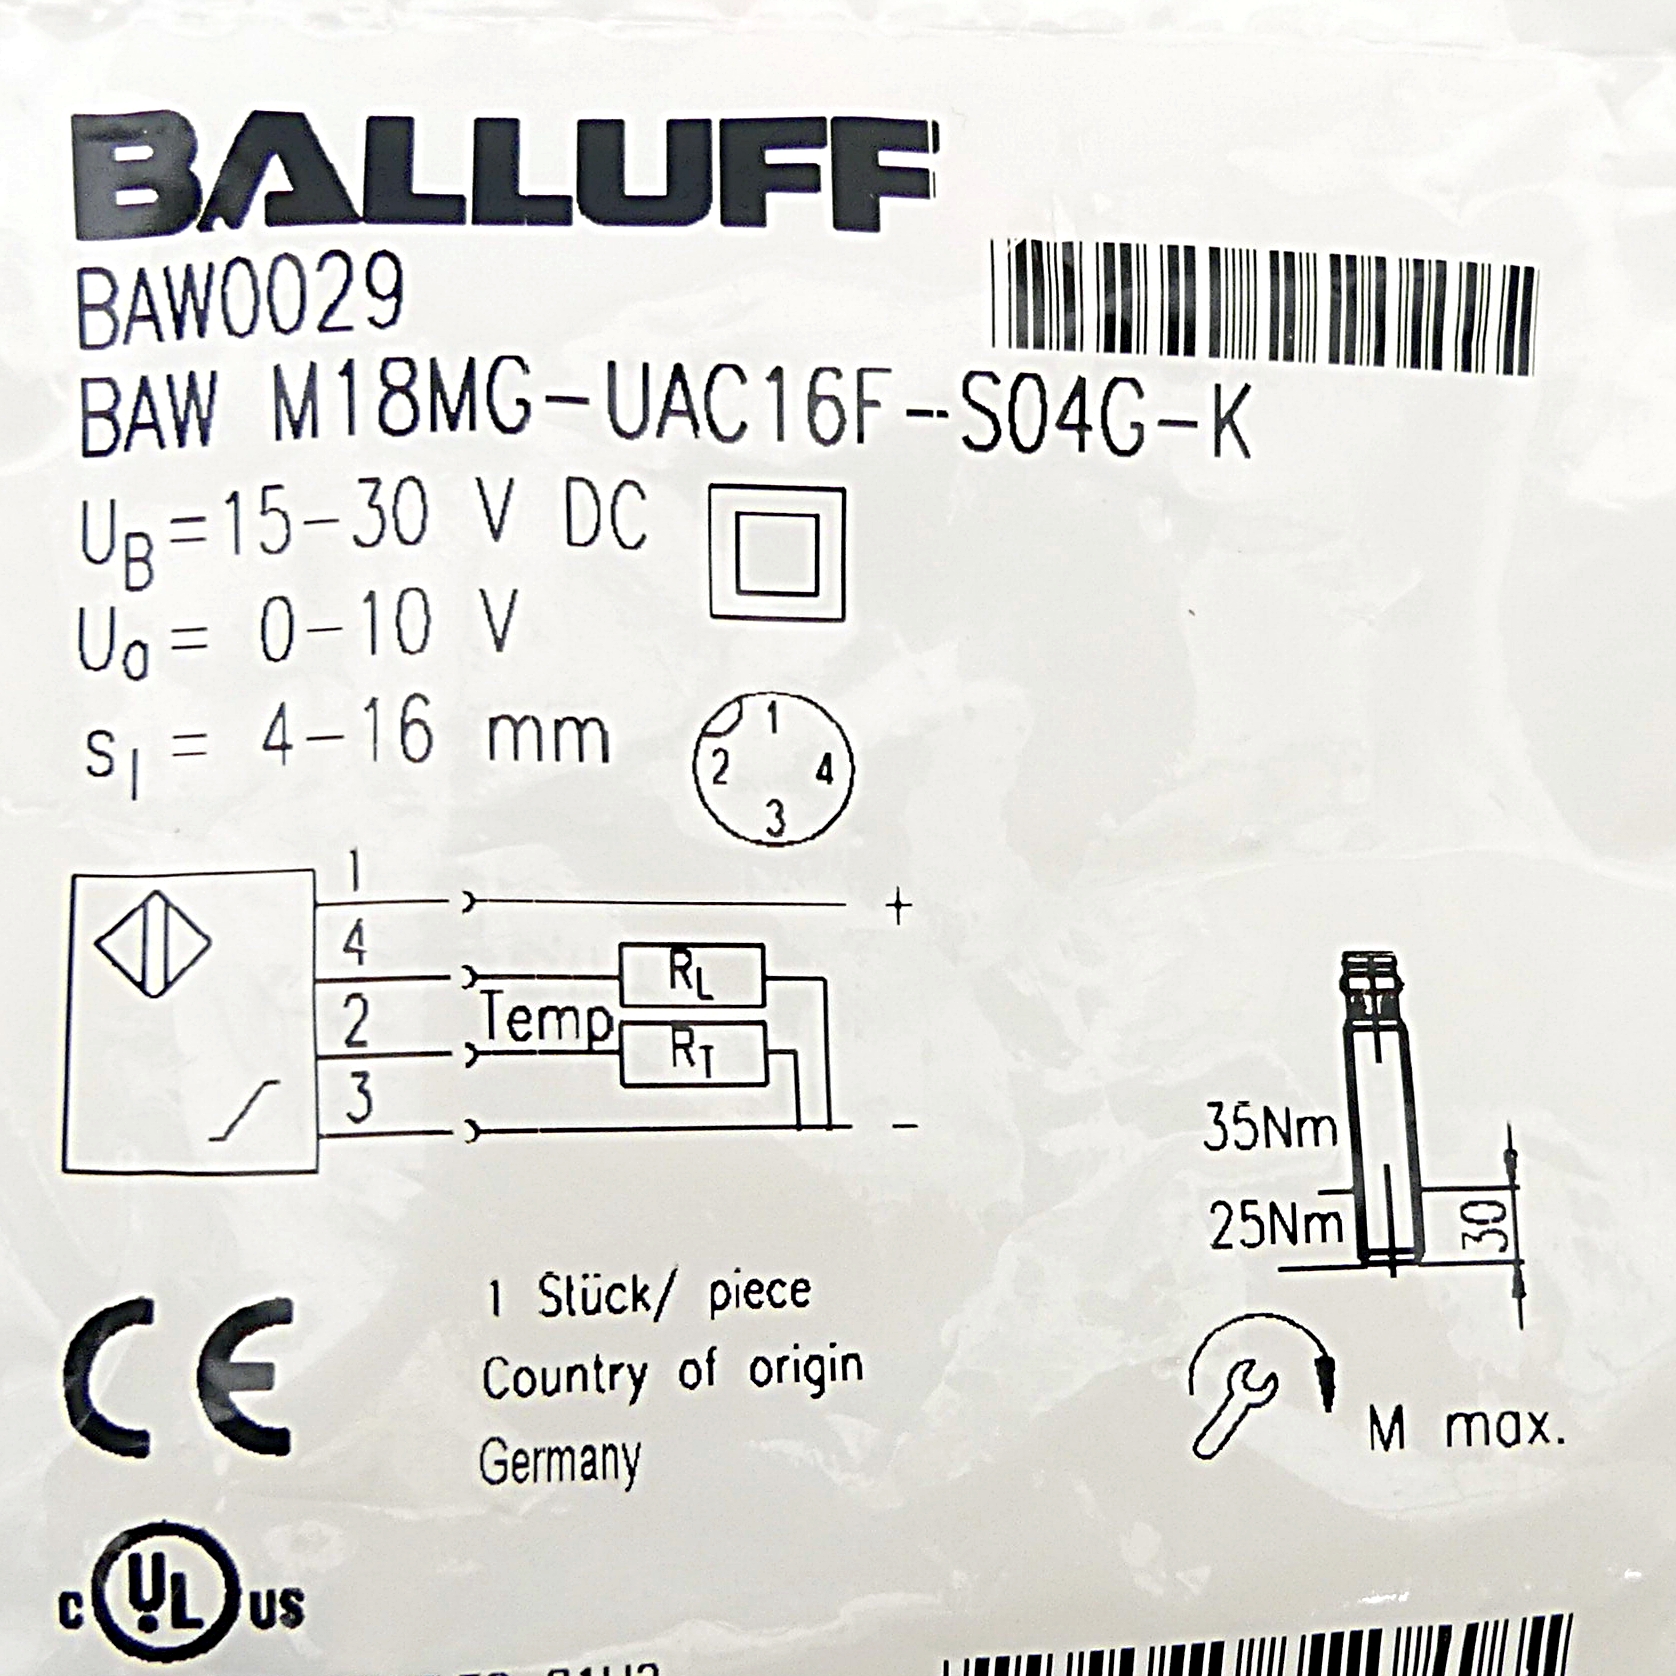 BALLUFF
BAW0029
BAW M18MG-UAC16F-S04G-K
UB=15-30 V DC
Uo= 0-10 V
sl = 4-16 mm
1
2 4
3
1 +
4 RL
Temp
2 RT
3 -
35Nm
25Nm
30
M max.
1 Stück/ piece
Country of origin
Germany
CE
c UL us